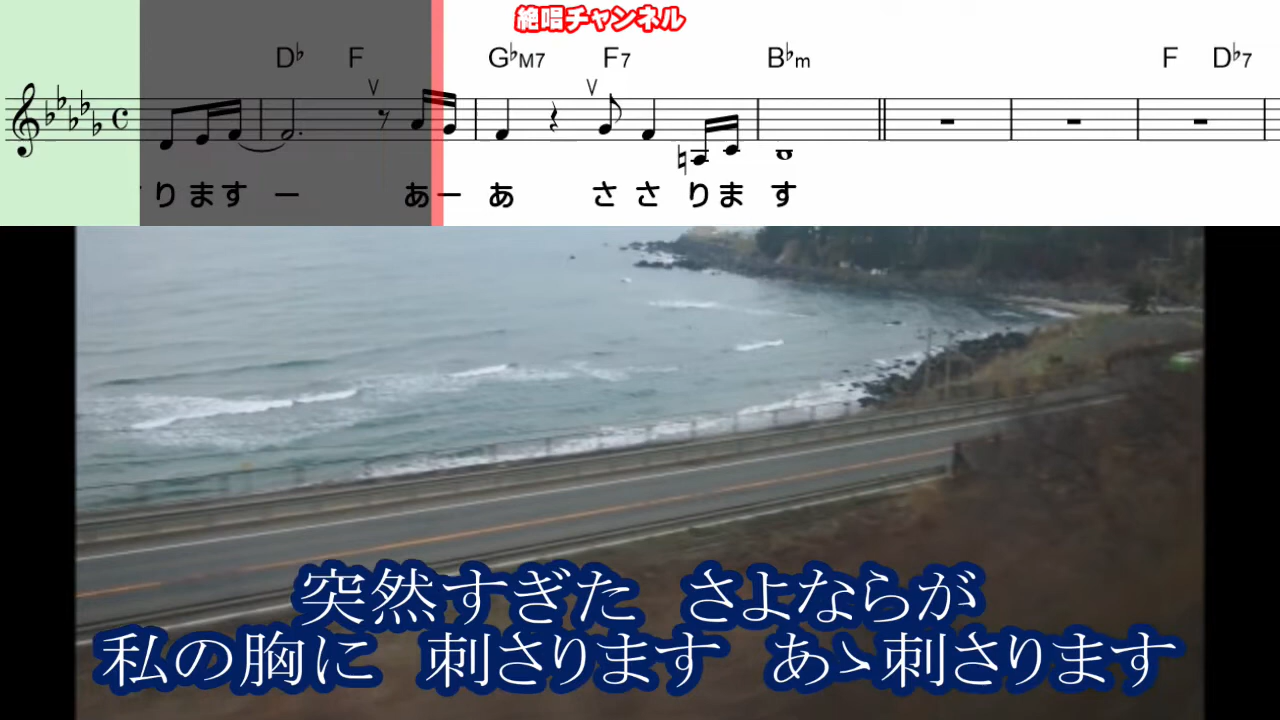 絶唱チャンネル
D♭ F G♭M7 F7 B♭m F D♭7
ります ー あー あ ささ りま す
突然すぎた さよならが
私の胸に 刺さります あゝ刺さります